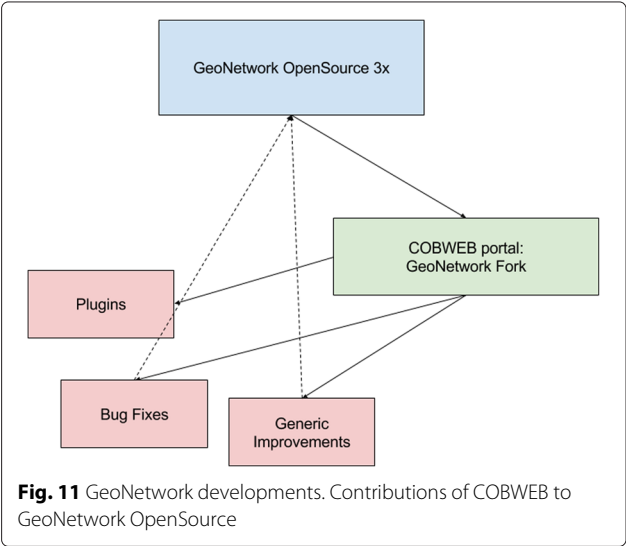 GeoNetwork OpenSource 3x
COBWEB portal:
GeoNetwork Fork
Plugins
Bug Fixes
Generic
Improvements
Fig. 11 GeoNetwork developments. Contributions of COBWEB to
GeoNetwork OpenSource